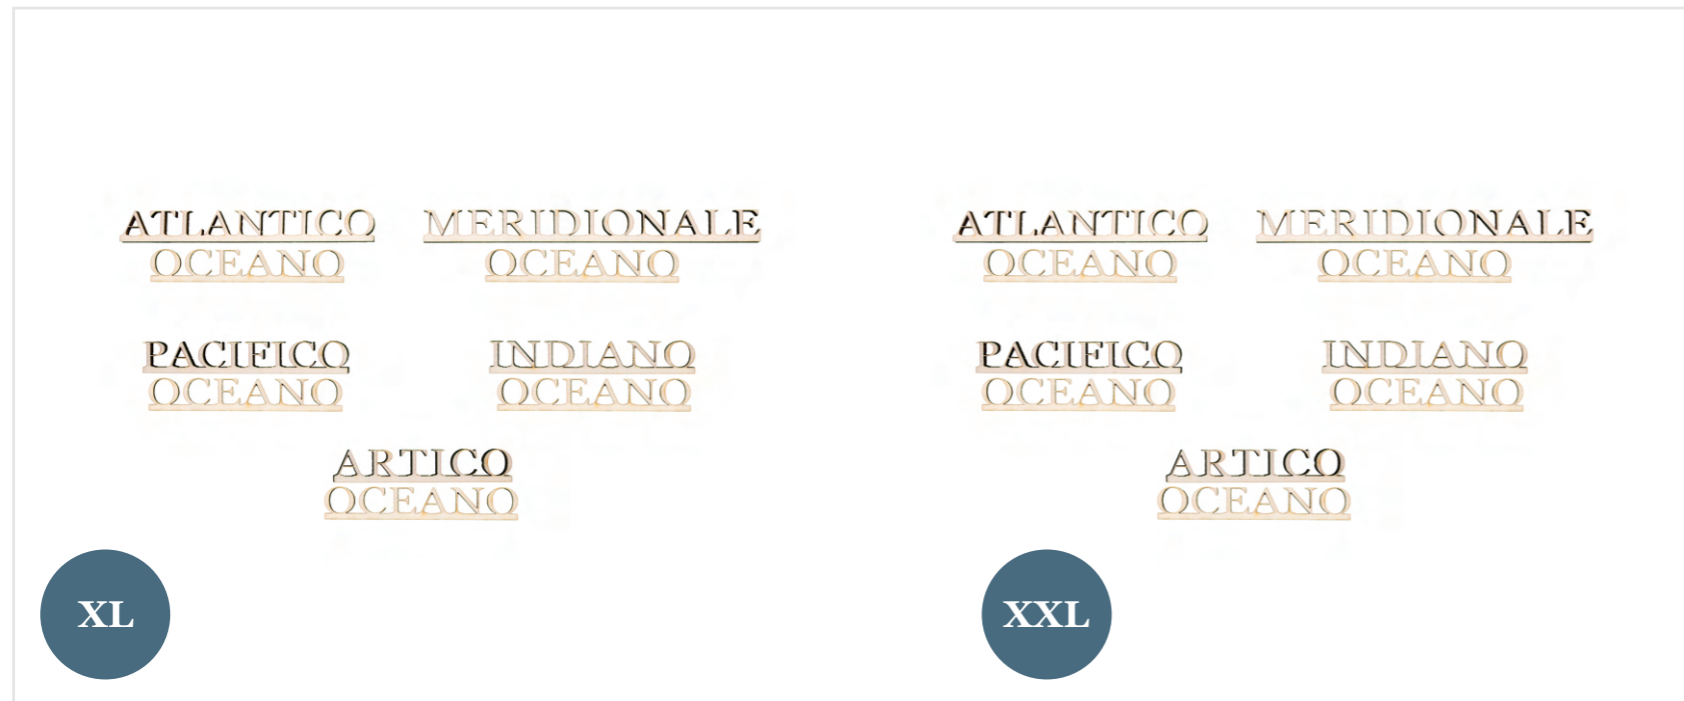 ATLANTICO
OCEANO
MERIDIONALE
OCEANO
PACIFICO
OCEANO
INDIANO
OCEANO
ARTICO
OCEANO
XL
ATLANTICO
OCEANO
MERIDIONALE
OCEANO
PACIFICO
OCEANO
INDIANO
OCEANO
ARTICO
OCEANO
XXL